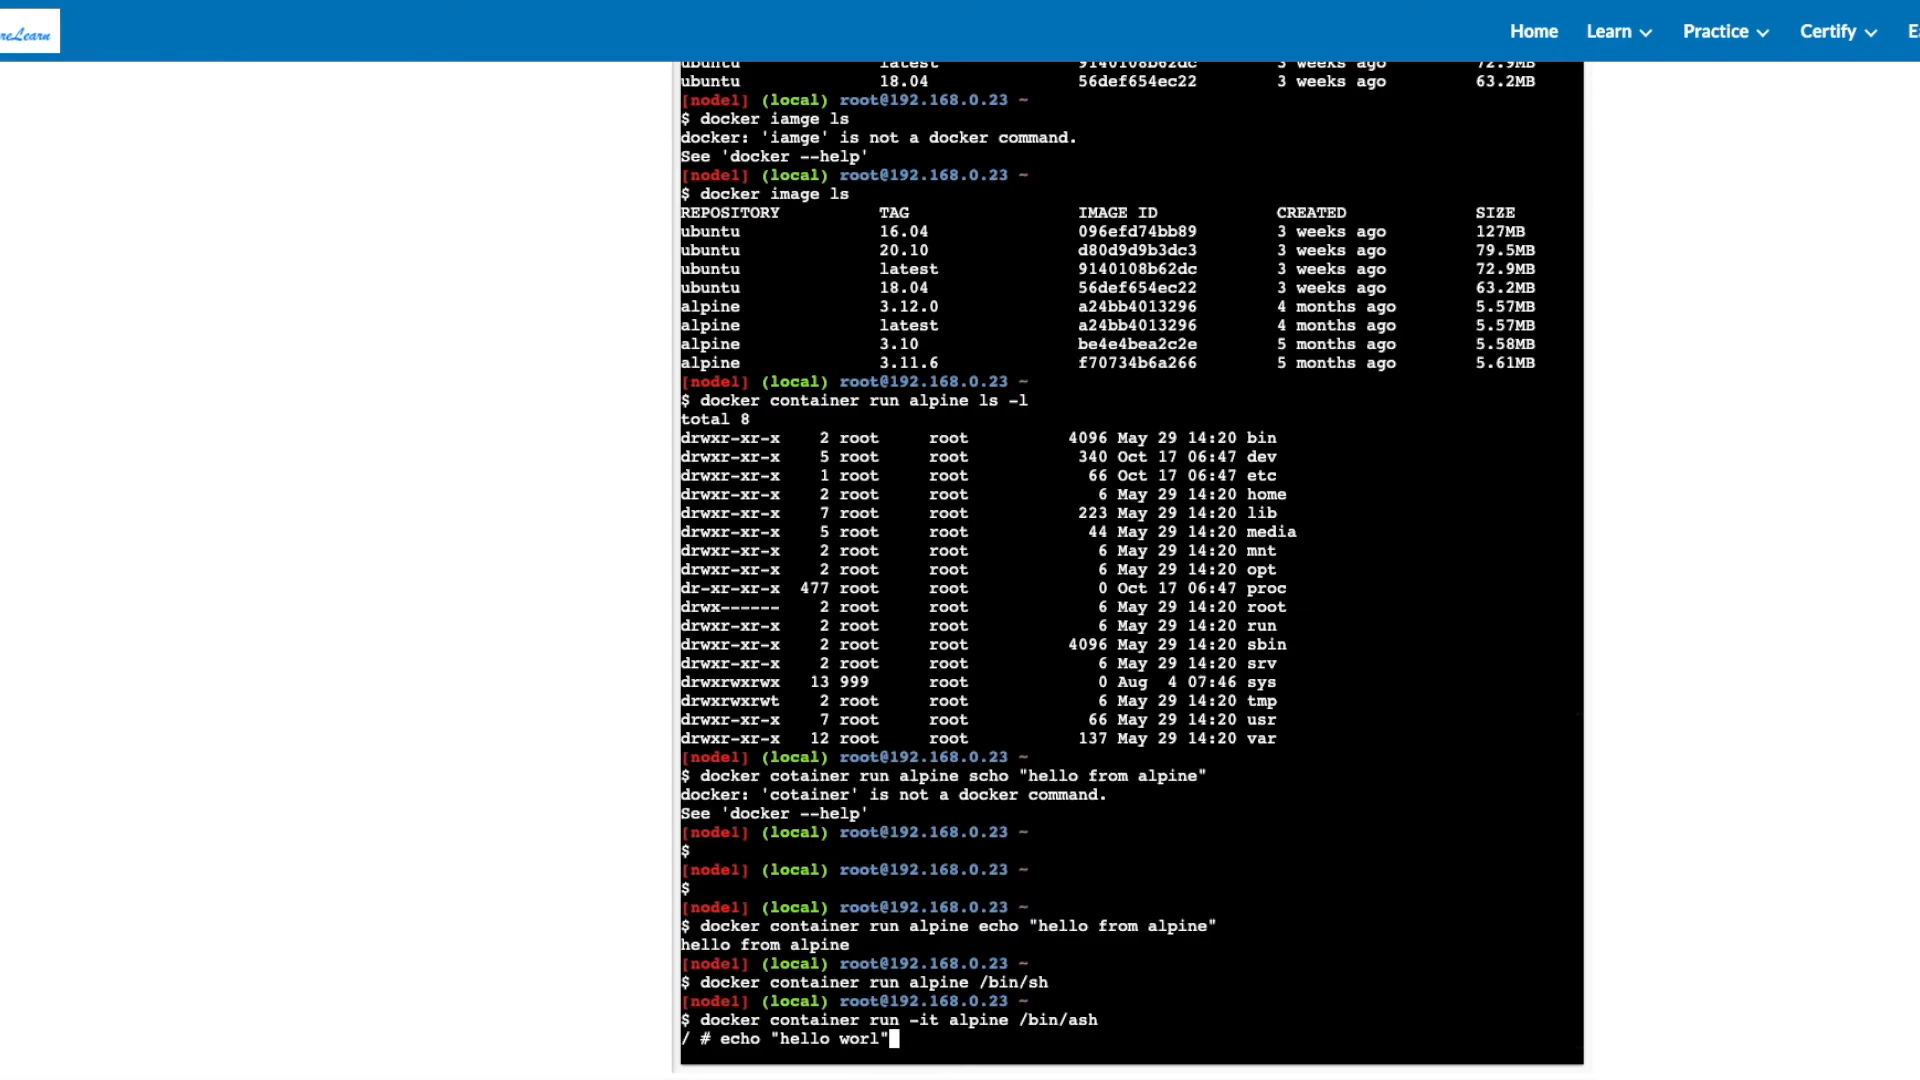 reLearn
Home Learn Practice Certify
ubuntu latest 9140108b62dc 3 weeks ago 72.9MB
ubuntu 18.04 56def654ec22 3 weeks ago 63.2MB
[node1] (local) root@192.168.0.23 ~
$ docker iamge ls
docker: 'iamge' is not a docker command.
See 'docker --help'
[node1] (local) root@192.168.0.23 ~
$ docker image ls
REPOSITORY TAG IMAGE ID CREATED SIZE
ubuntu 16.04 096efd74bb89 3 weeks ago 127MB
ubuntu 20.10 d80d9d9b3dc3 3 weeks ago 79.5MB
ubuntu latest 9140108b62dc 3 weeks ago 72.9MB
ubuntu 18.04 56def654ec22 3 weeks ago 63.2MB
alpine 3.12.0 a24bb4013296 4 months ago 5.57MB
alpine latest a24bb4013296 4 months ago 5.57MB
alpine 3.10 be4e4bea2c2e 5 months ago 5.58MB
alpine 3.11.6 f70734b6a266 5 months ago 5.61MB
[node1] (local) root@192.168.0.23 ~
$ docker container run alpine ls -l
total 8
drwxr-xr-x 2 root root 4096 May 29 14:20 bin
drwxr-xr-x 5 root root 340 Oct 17 06:47 dev
drwxr-xr-x 1 root root 66 Oct 17 06:47 etc
drwxr-xr-x 2 root root 6 May 29 14:20 home
drwxr-xr-x 7 root root 223 May 29 14:20 lib
drwxr-xr-x 5 root root 44 May 29 14:20 media
drwxr-xr-x 2 root root 6 May 29 14:20 mnt
drwxr-xr-x 2 root root 6 May 29 14:20 opt
dr-xr-xr-x 477 root root 0 Oct 17 06:47 proc
drwx------ 2 root root 6 May 29 14:20 root
drwxr-xr-x 2 root root 6 May 29 14:20 run
drwxr-xr-x 2 root root 4096 May 29 14:20 sbin
drwxr-xr-x 2 root root 6 May 29 14:20 srv
drwxrwxrwx 13 999 root 0 Aug 4 07:46 sys
drwxrwxrwt 2 root root 6 May 29 14:20 tmp
drwxr-xr-x 7 root root 66 May 29 14:20 usr
drwxr-xr-x 12 root root 137 May 29 14:20 var
[node1] (local) root@192.168.0.23 ~
$ docker cotainer run alpine scho "hello from alpine"
docker: 'cotainer' is not a docker command.
See 'docker --help'
[node1] (local) root@192.168.0.23 ~
$
[node1] (local) root@192.168.0.23 ~
$
[node1] (local) root@192.168.0.23 ~
$ docker container run alpine echo "hello from alpine"
hello from alpine
[node1] (local) root@192.168.0.23 ~
$ docker container run alpine /bin/sh
[node1] (local) root@192.168.0.23 ~
$ docker container run -it alpine /bin/ash
/ # echo "hello worl"